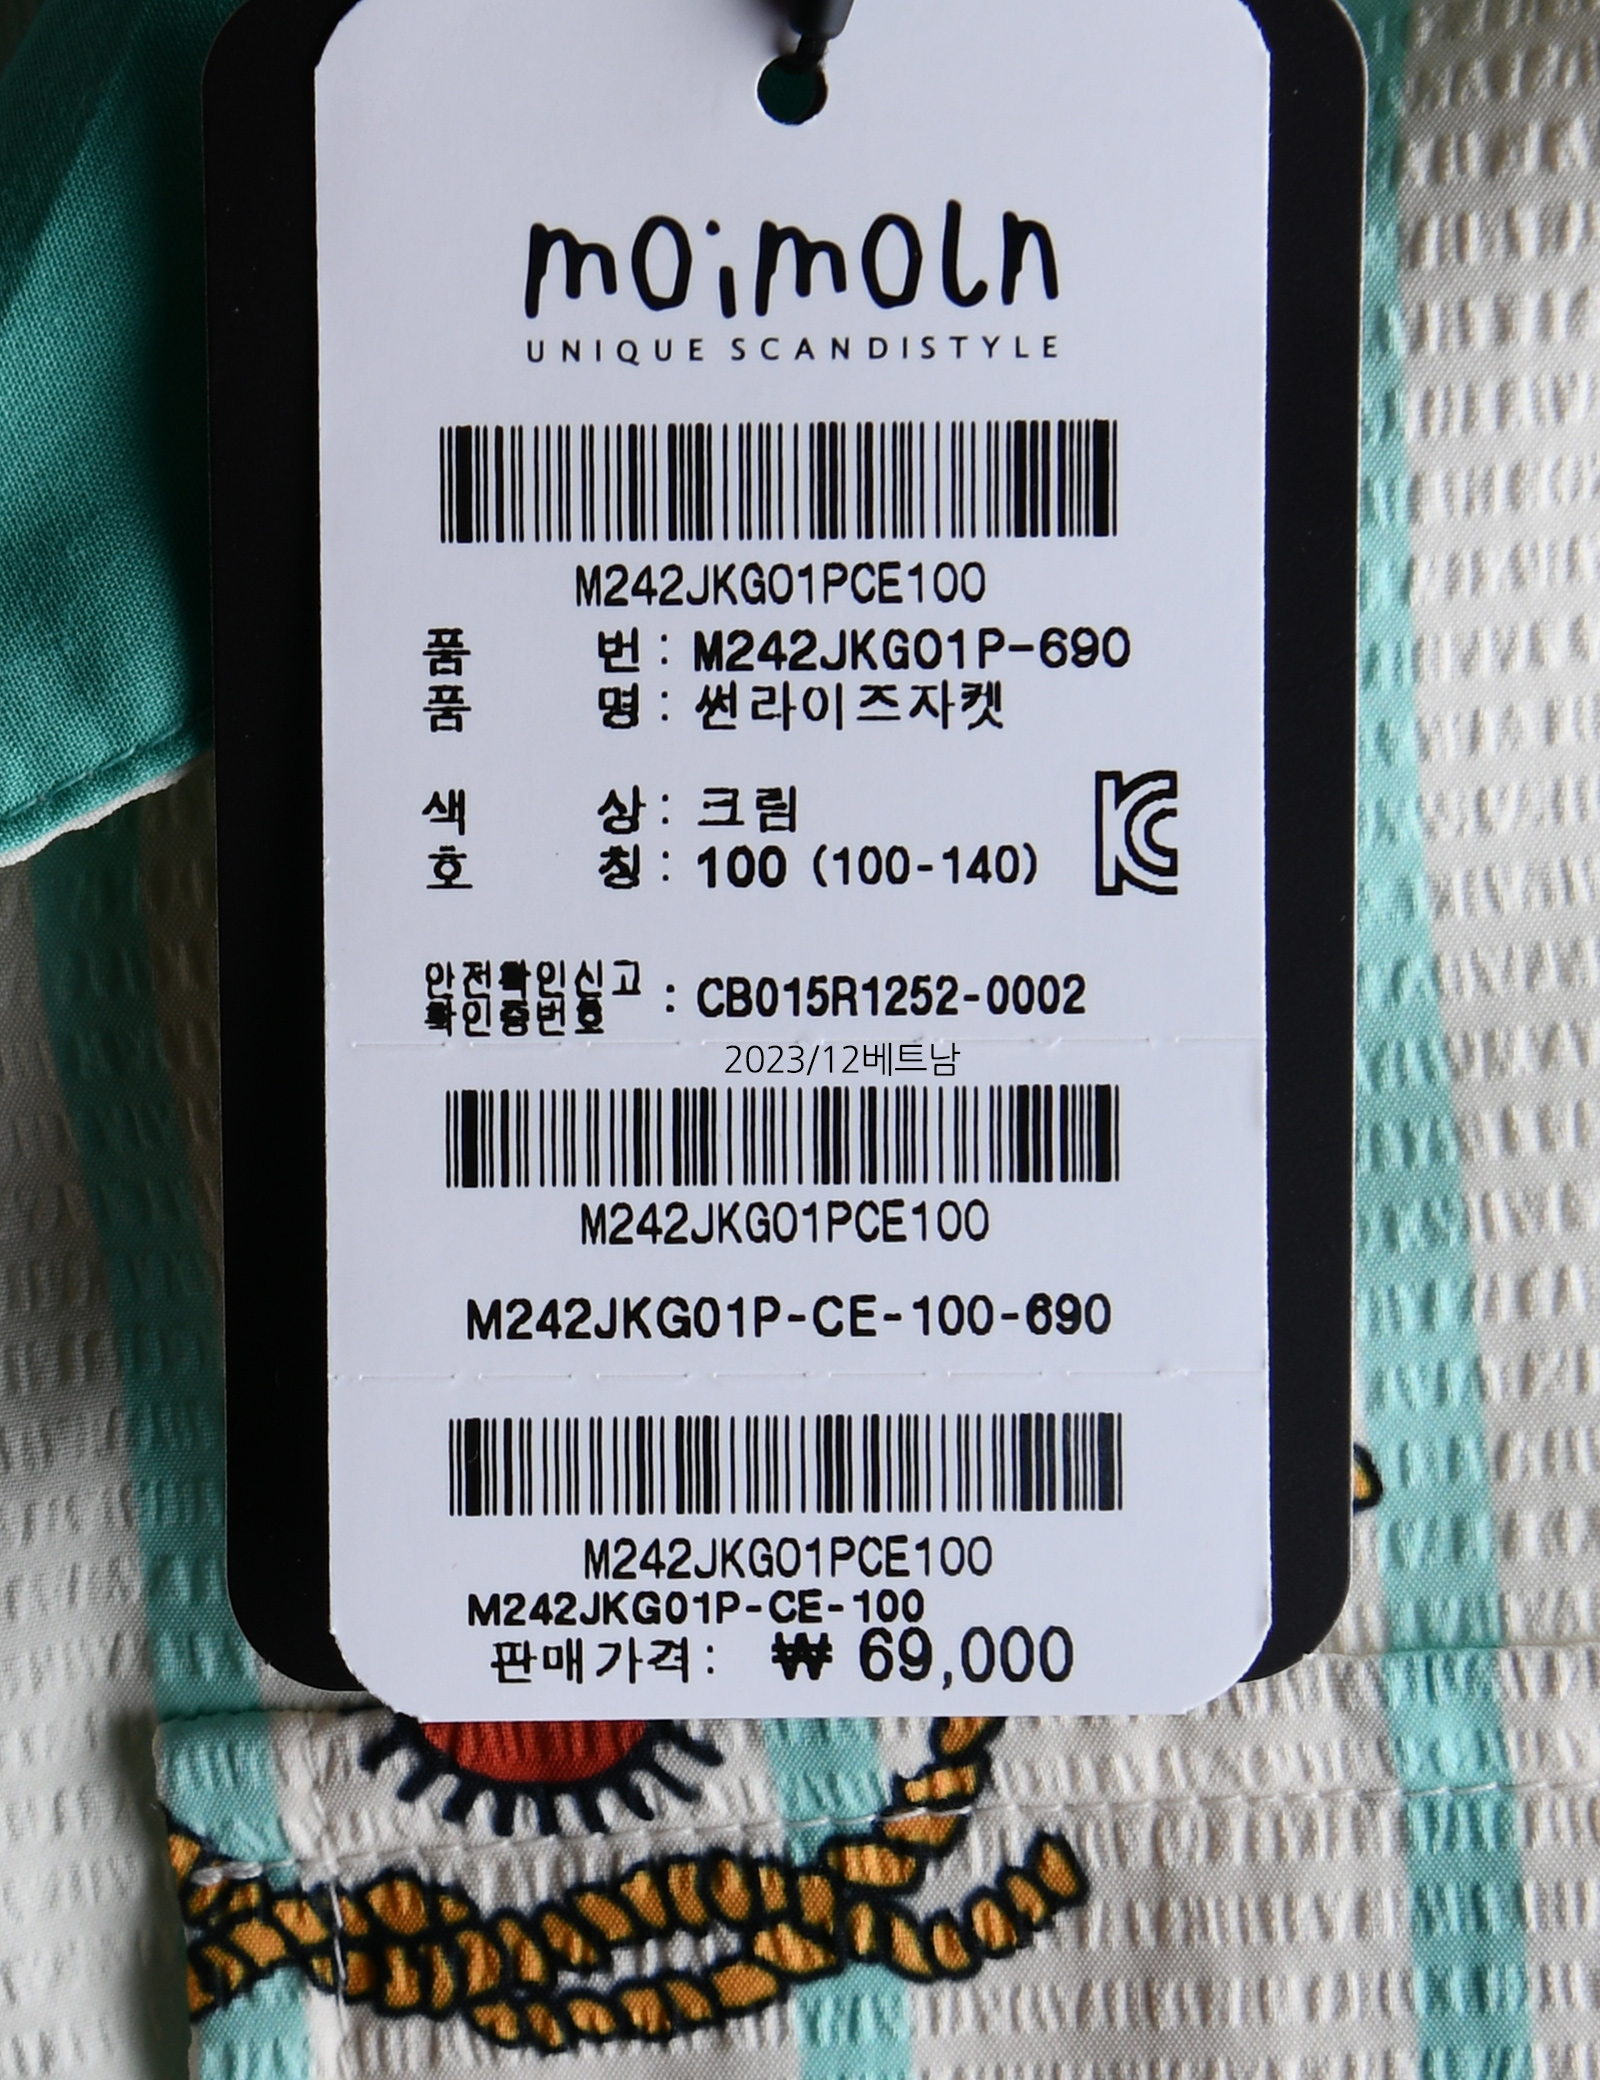 moimoln
UNIQUE SCANDISTYLE
M242JKG01PCE100
품 번 : M242JKG01P-690
품 명 : 썬라이즈자켓
색 상 : 크림
호 칭 : 100 (100-140)
안전확인신고
확인증번호 : CB015R1252-0002
2023/12베트남
M242JKG01PCE100
M242JKG01P-CE-100-690
M242JKG01PCE100
M242JKG01P-CE-100
판매가격: ₩ 69,000